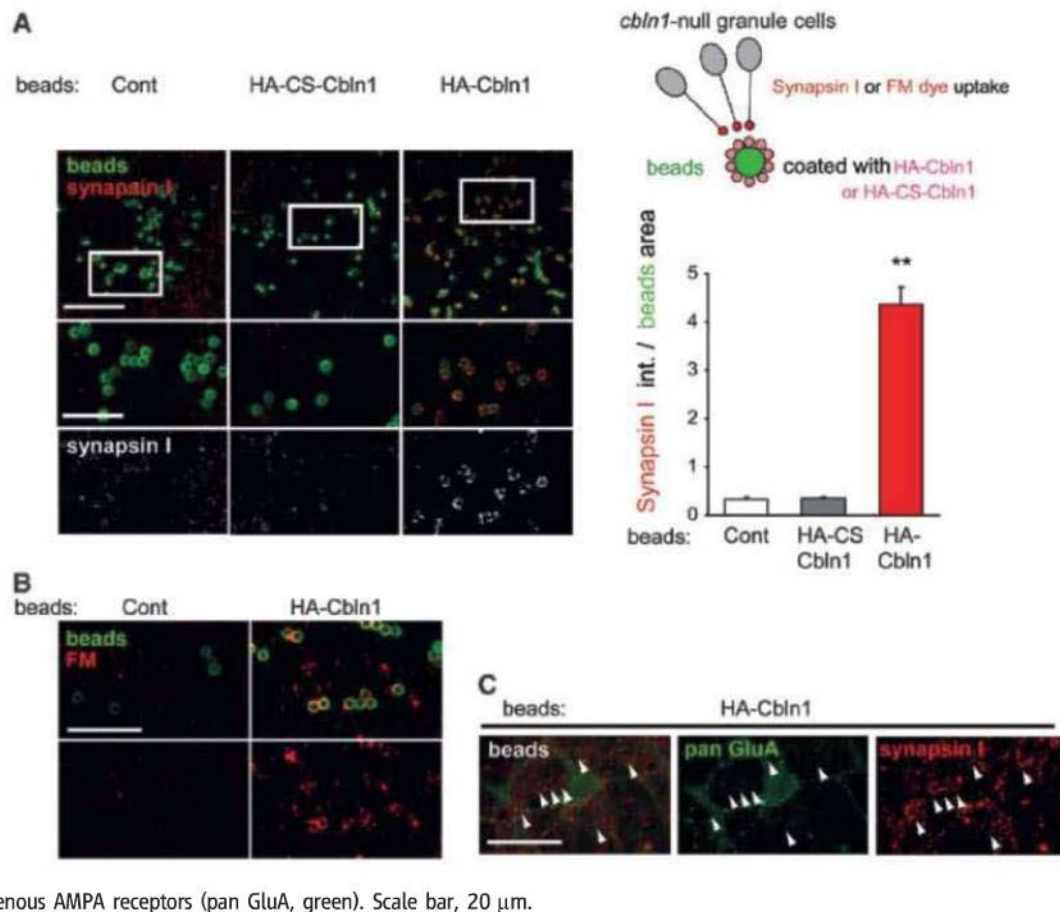 A
beads: Cont HA-CS-Cbln1 HA-Cbln1
beads
synapsin I
synapsin I
cbln1-null granule cells
Synapsin I or FM dye uptake
beads
coated with HA-Cbln1
or HA-CS-Cbln1
Synapsin I int. / beads area
5
4
3
2
1
0
**
beads: Cont HA-CS HA-
Cbln1 Cbln1
B
beads: Cont HA-Cbln1
beads
FM
C
beads: HA-Cbln1
beads pan GluA synapsin I
enous AMPA receptors (pan GluA, green). Scale bar, 20 μm.